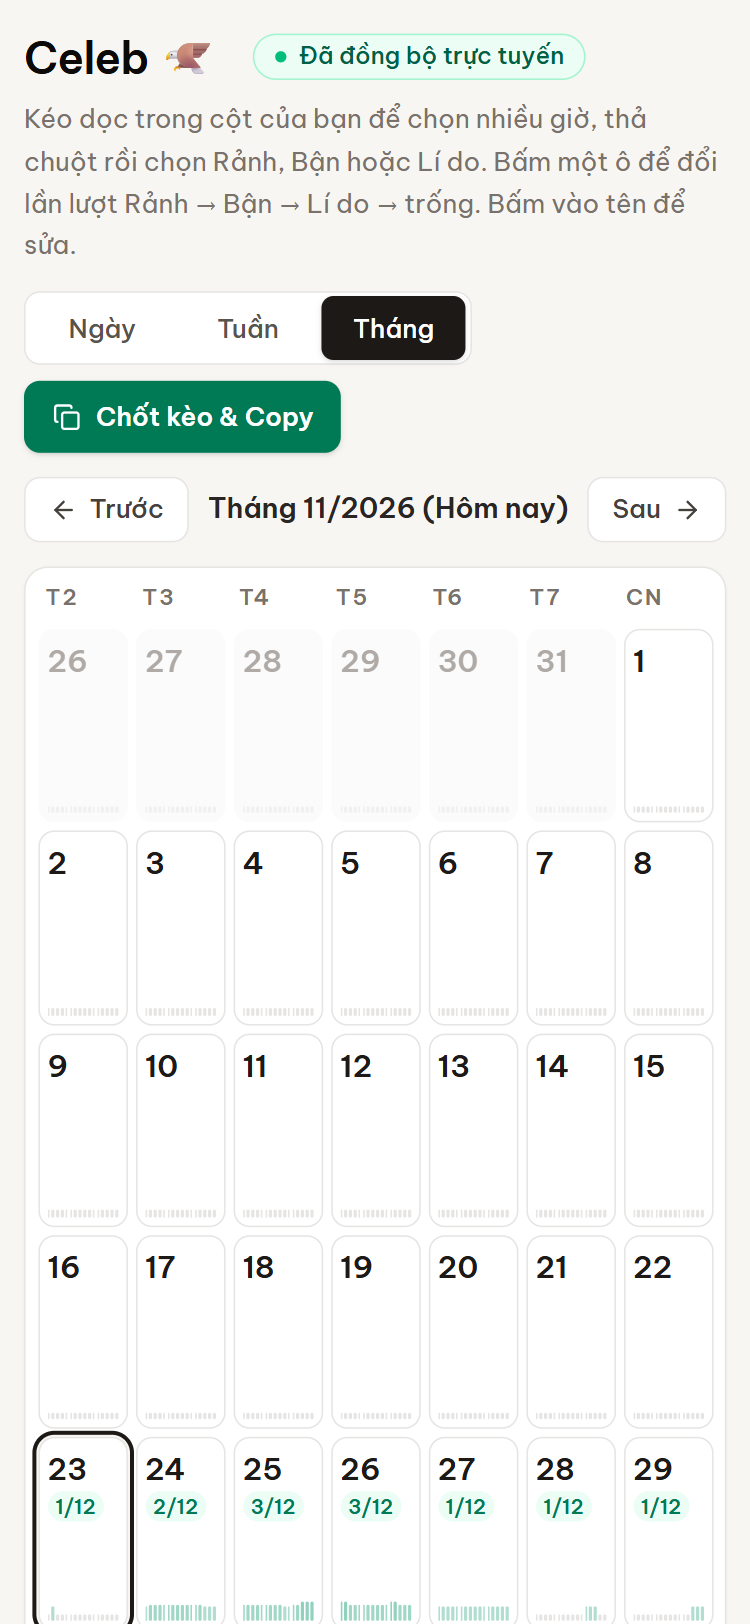 Celeb
Đã đồng bộ trực tuyến
Kéo dọc trong cột của bạn để chọn nhiều giờ, thả
chuột rồi chọn Rảnh, Bận hoặc Lí do. Bấm một ô để đổi
lần lượt Rảnh → Bận → Lí do → trống. Bấm vào tên để
sửa.
Ngày Tuần Tháng
Chốt kèo & Copy
← Trước Tháng 11/2026 (Hôm nay) Sau →
T2 T3 T4 T5 T6 T7 CN
26 27 28 29 30 31 1
2 3 4 5 6 7 8
9 10 11 12 13 14 15
16 17 18 19 20 21 22
23 24 25 26 27 28 29
1/12 2/12 3/12 3/12 1/12 1/12 1/12